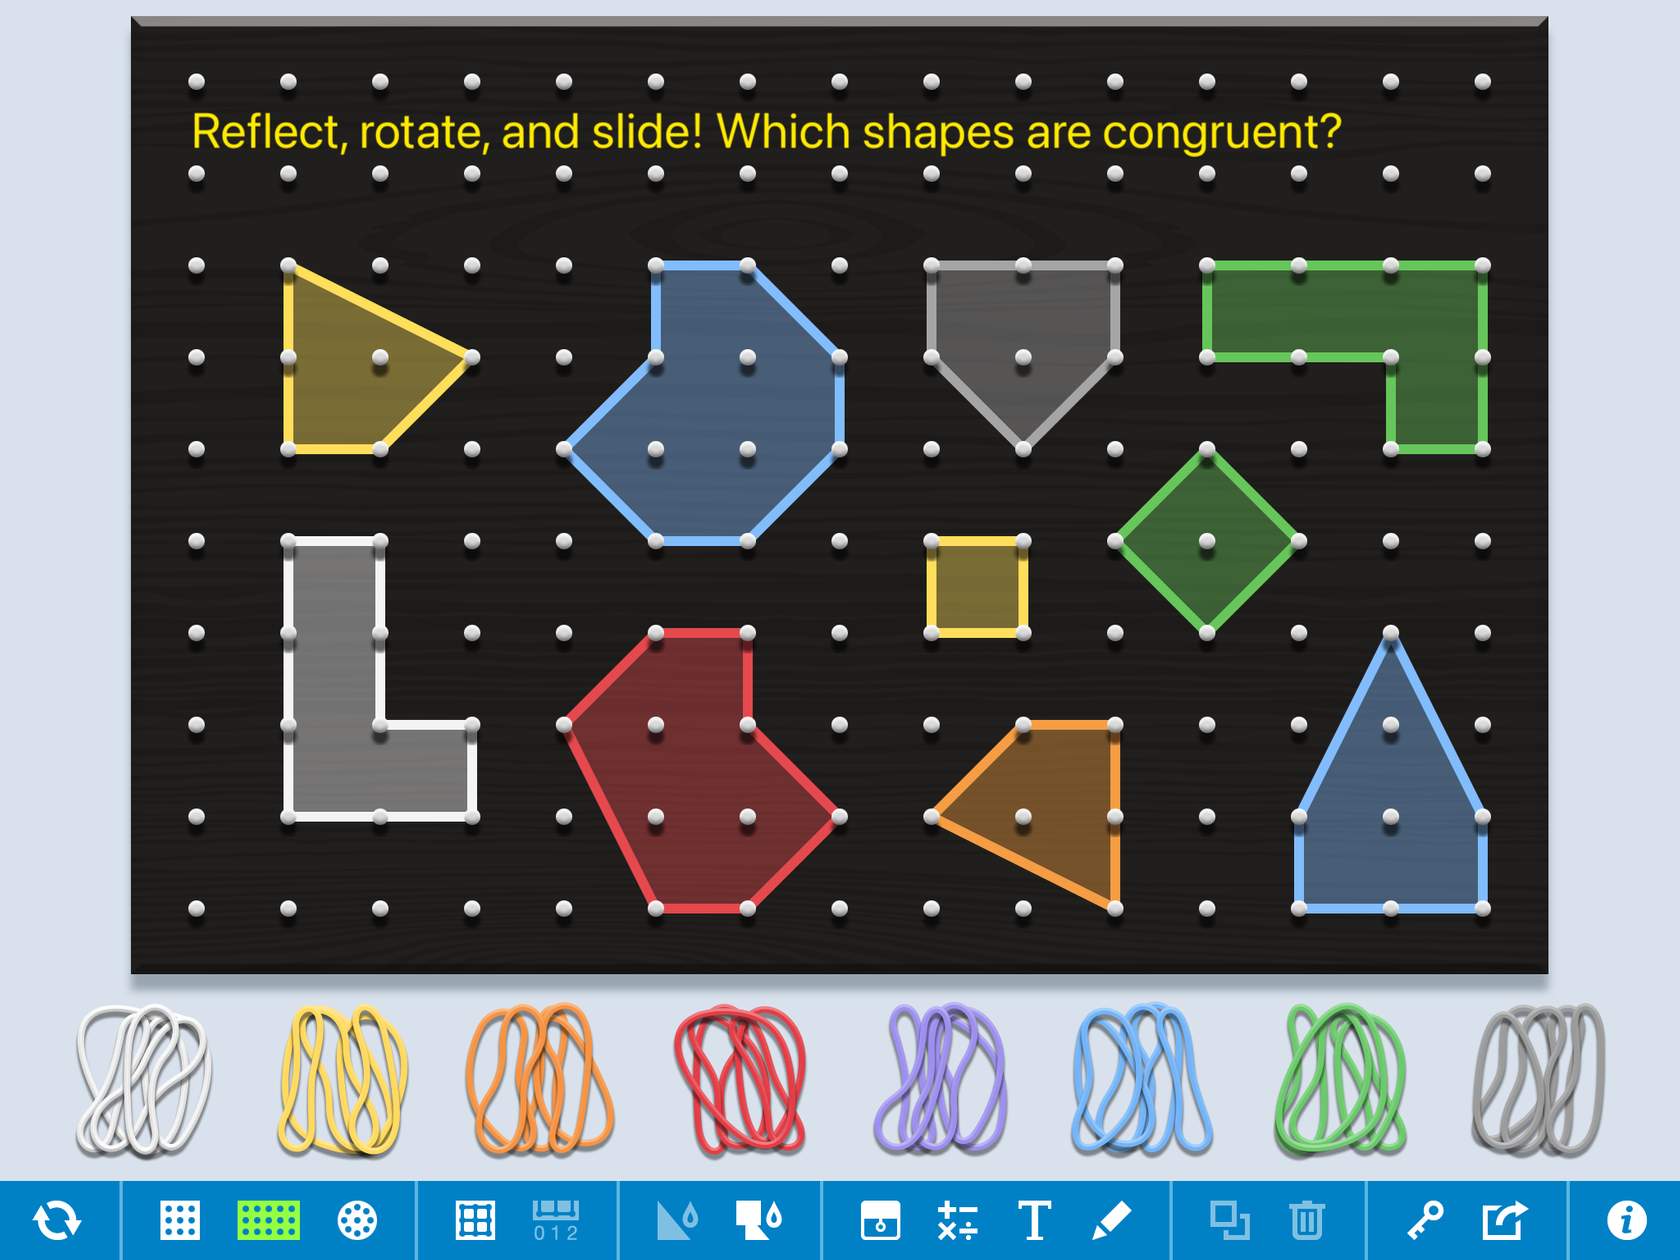 Reflect, rotate, and slide! Which shapes are congruent?
0 1 2
T
i